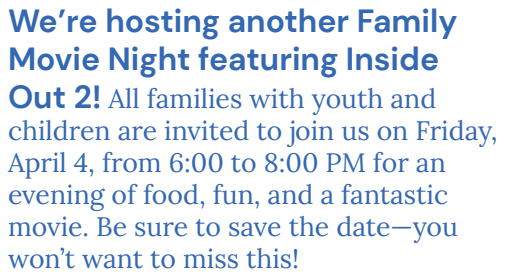 We’re hosting another Family
Movie Night featuring Inside
Out 2! All families with youth and
children are invited to join us on Friday,
April 4, from 6:00 to 8:00 PM for an
evening of food, fun, and a fantastic
movie. Be sure to save the date—you
won’t want to miss this!